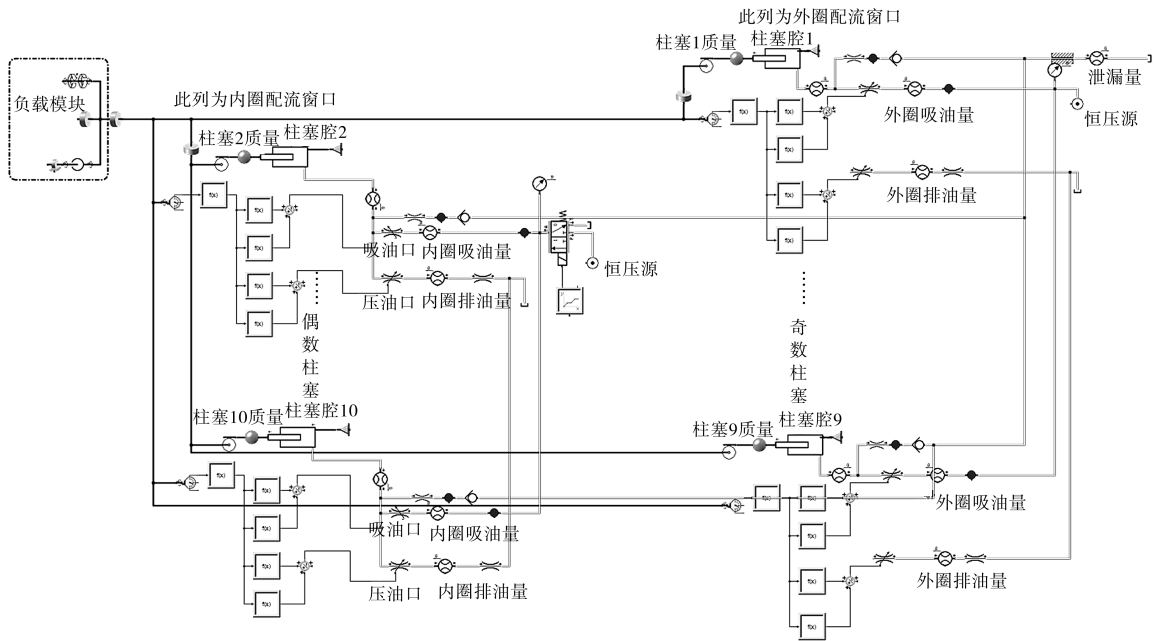 此列为外圈配流窗口
柱塞1质量
柱塞腔1
泄漏量
负载模块
此列为内圈配流窗口
恒压源
f(x)
f(x)
外圈吸油量
柱塞2质量
柱塞腔2
f(x)
f(x)
f(x)
外圈排油量
f(x)
f(x)
f(x)
吸油口
内圈吸油量
恒压源
f(x)
压油口
内圈排油量
f(x)
偶数柱塞
奇数柱塞
柱塞10质量
柱塞腔10
柱塞9质量
柱塞腔9
f(x)
f(x)
f(x)
f(x)
外圈吸油量
f(x)
吸油口
内圈吸油量
f(x)
f(x)
f(x)
外圈排油量
压油口
内圈排油量
f(x)
f(x)